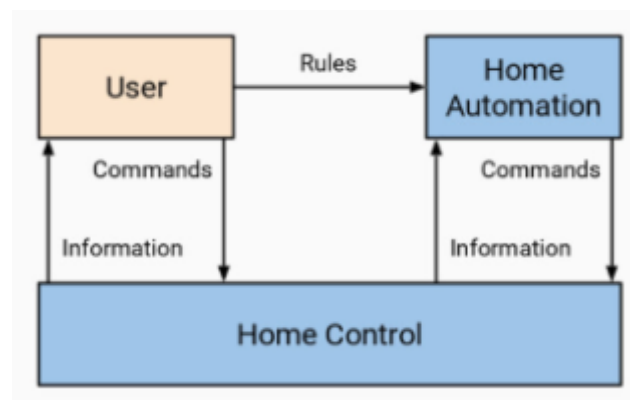 User
Rules
Home
Automation
Commands
Commands
Information
Information
Home Control